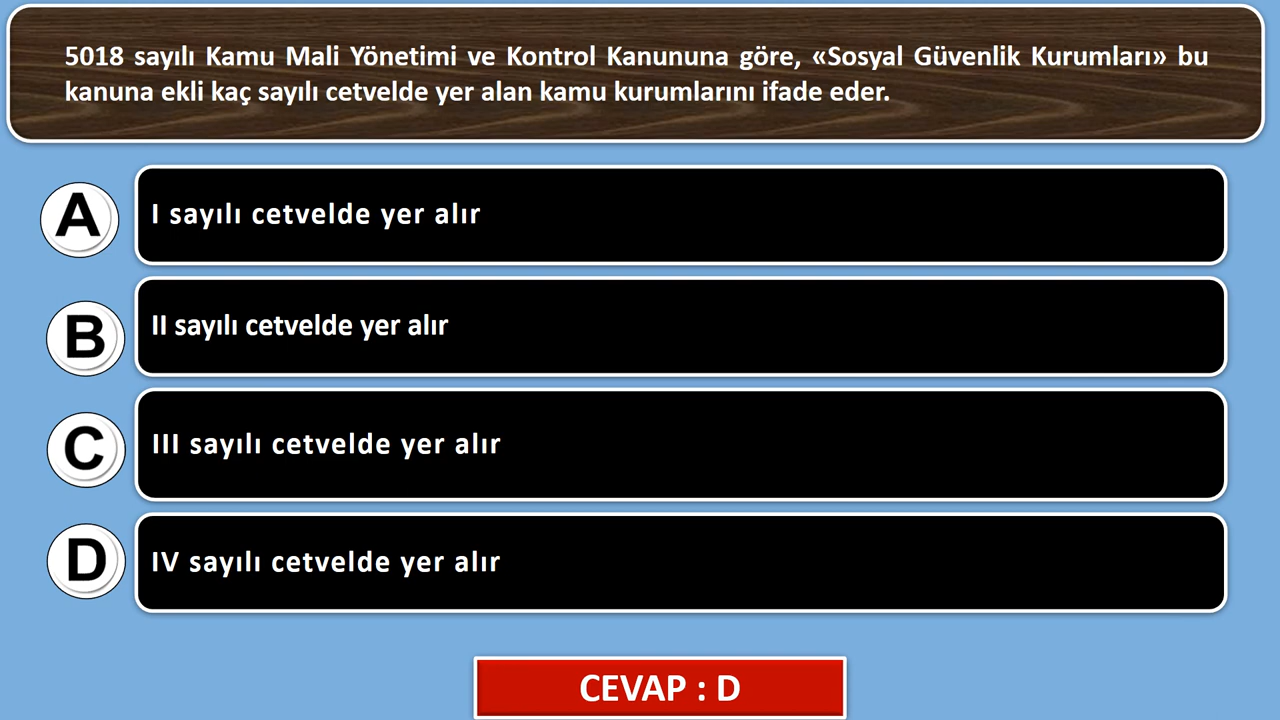 5018 sayılı Kamu Mali Yönetimi ve Kontrol Kanununa göre, «Sosyal Güvenlik Kurumları» bu
kanuna ekli kaç sayılı cetvelde yer alan kamu kurumlarını ifade eder.
A
I sayılı cetvelde yer alır
B
II sayılı cetvelde yer alır
C
III sayılı cetvelde yer alır
D
IV sayılı cetvelde yer alır
CEVAP : D